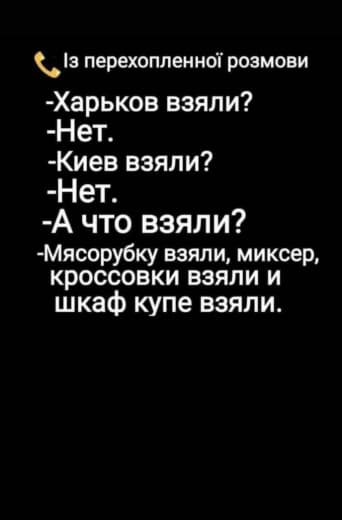 Із перехопленної розмови
-Харьков взяли?
-Нет.
-Киев взяли?
-Нет.
-А что взяли?
-Мясорубку взяли, миксер,
кроссовки взяли и
шкаф купе взяли.